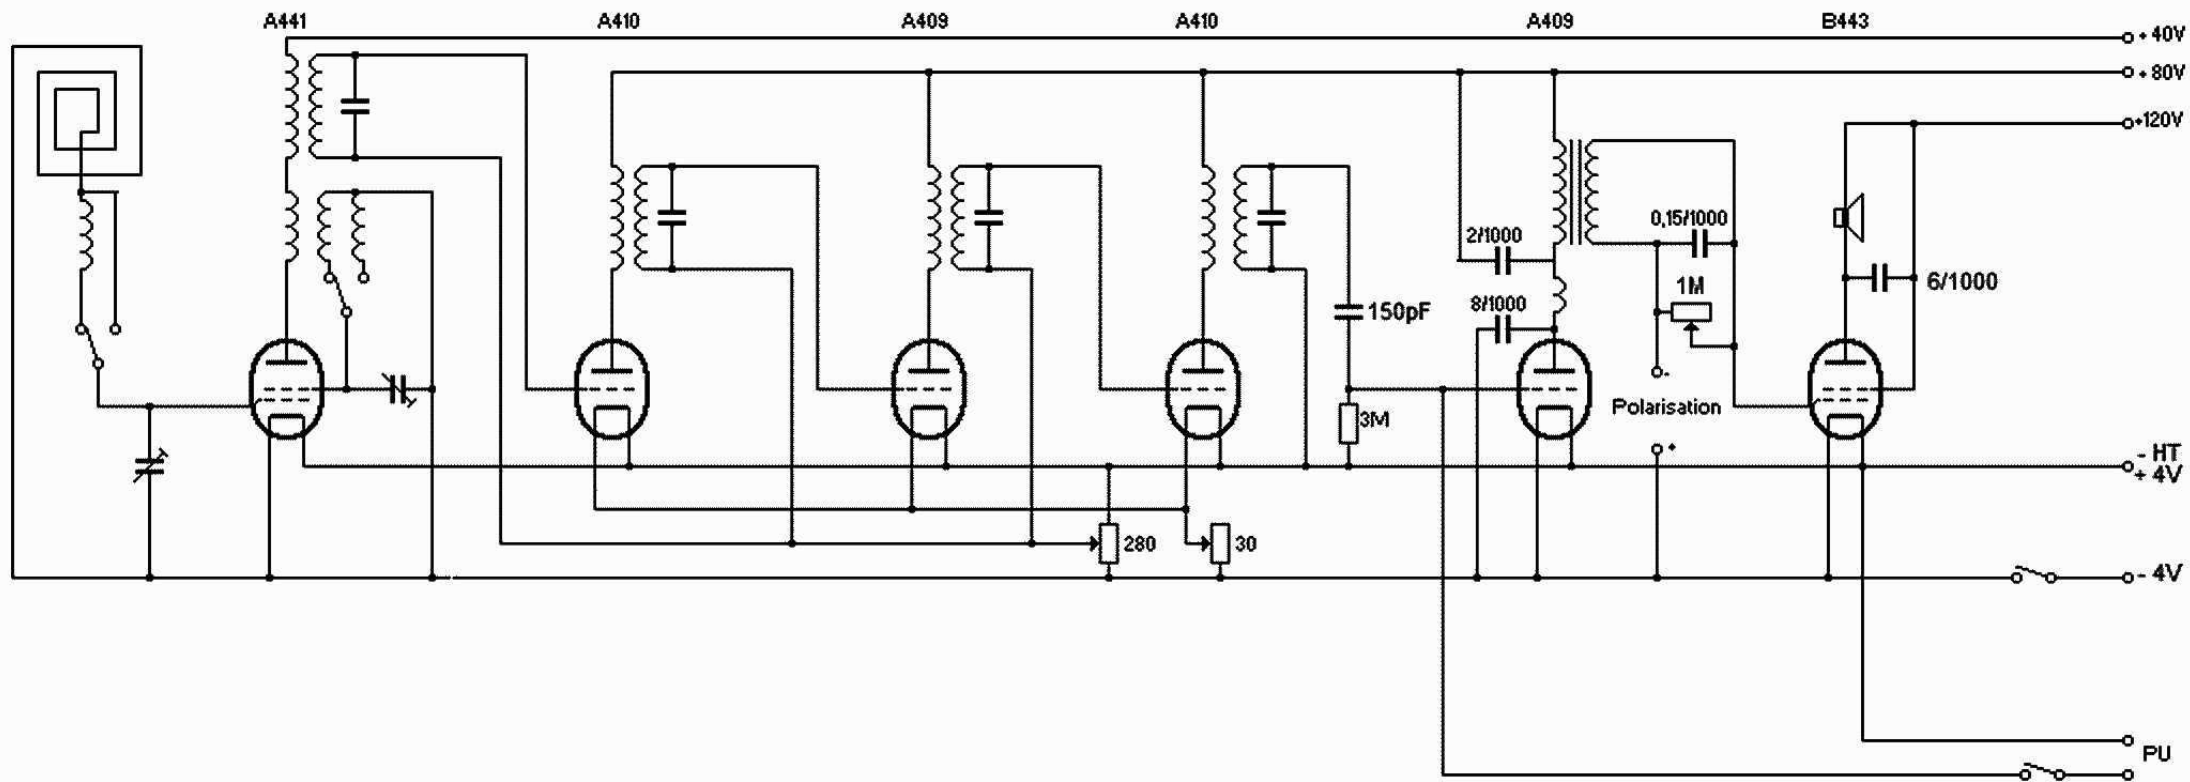 A441 A410 A409 A410 A409 B443
+ 40V
+ 80V
+120V
0,15/1000
2/1000
1M
6/1000
8/1000
150pF
-
Polarisation
3M
+
- HT
+ 4V
280
30
- 4V
PU